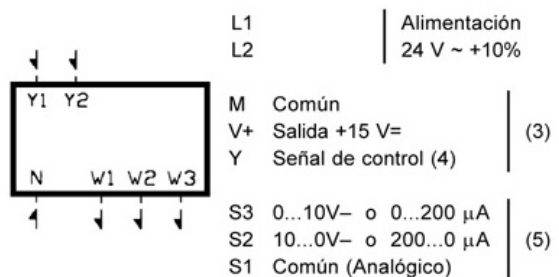 L1 Alimentación
L2 24 V ~ +10%
Y1 Y2
M Común
V+ Salida +15 V= (3)
Y Señal de control (4)
N W1 W2 W3
S3 0...10V– o 0...200 µA
S2 10...0V– o 200...0 µA (5)
S1 Común (Analógico)